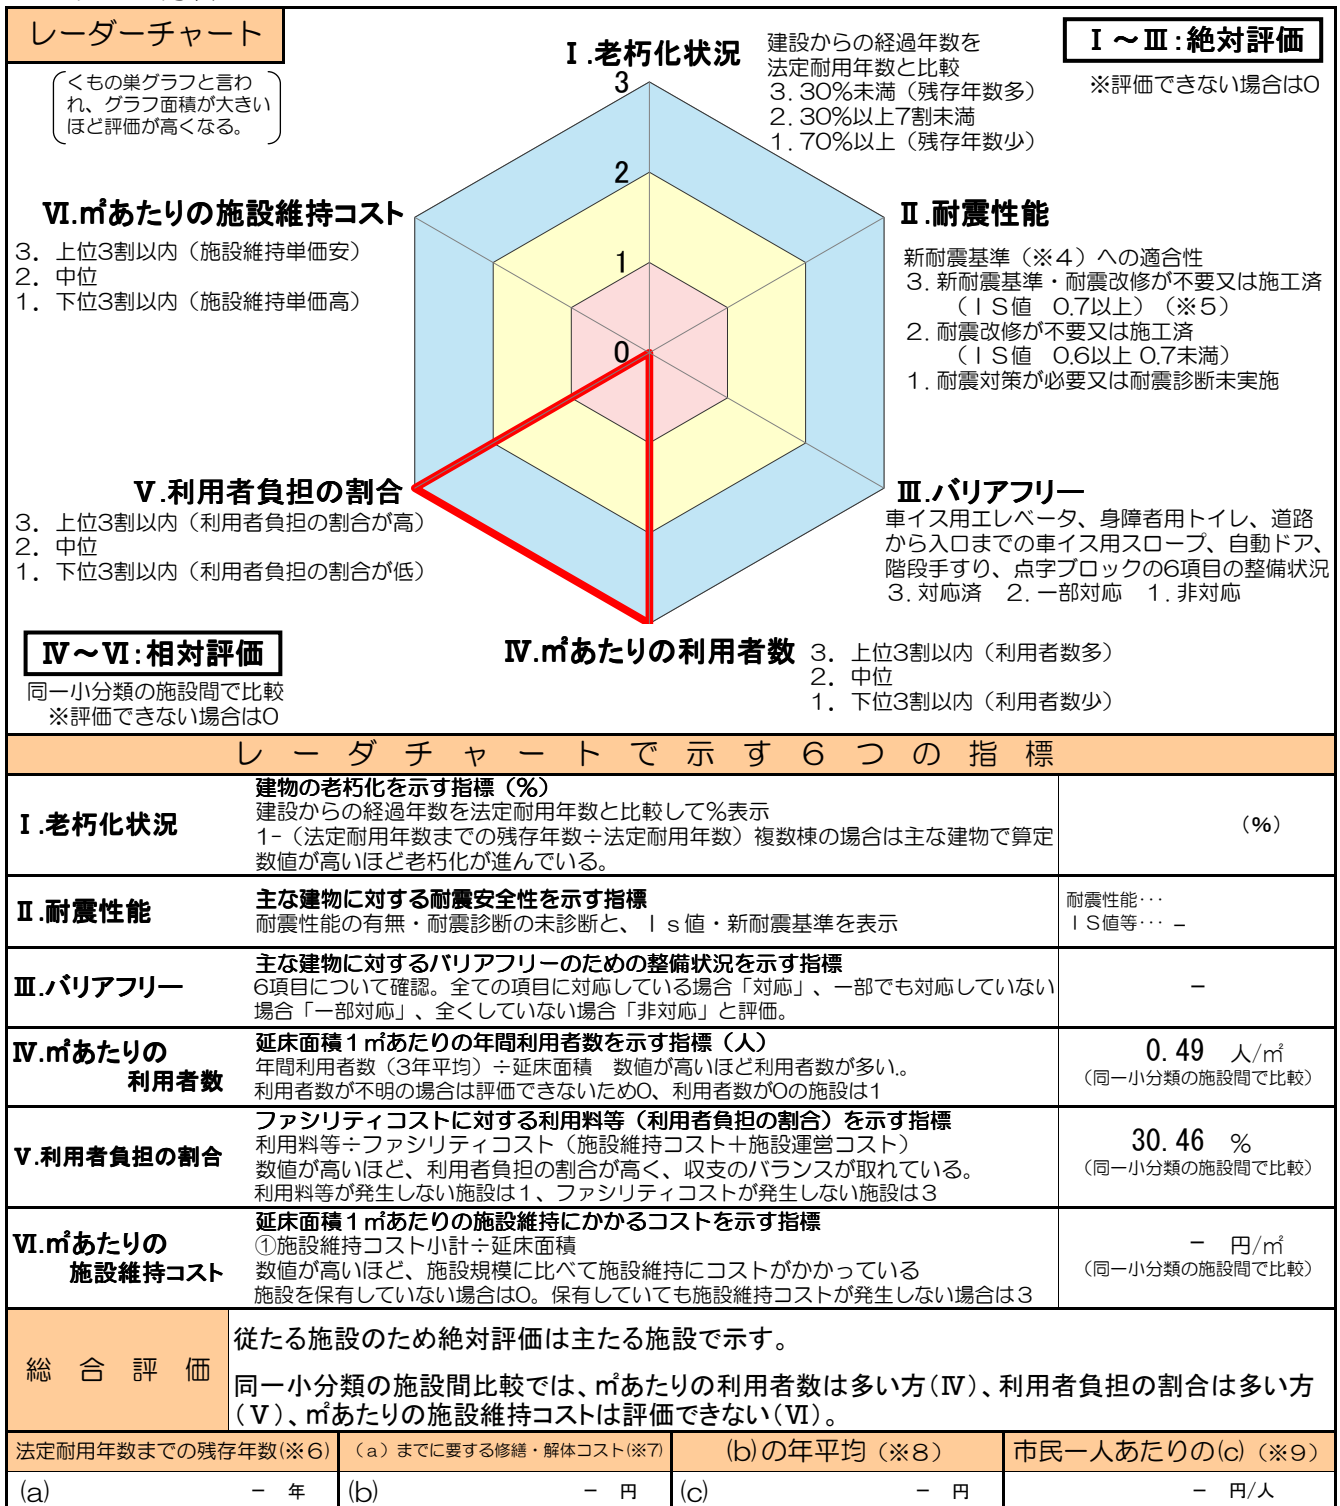 レーダーチャート
くもの巣グラフと言わ
れ、グラフ面積が大きい
ほど評価が高くなる。
Ⅰ.老朽化状況
建設からの経過年数を
法定耐用年数と比較
3. 30%未満（残存年数多）
2. 30%以上7割未満
1. 70%以上（残存年数少）
Ⅰ～Ⅲ:絶対評価
※評価できない場合は0
3
2
1
0
Ⅵ.㎡あたりの施設維持コスト
3. 上位3割以内（施設維持単価安）
2. 中位
1. 下位3割以内（施設維持単価高）
Ⅱ.耐震性能
新耐震基準（※4）への適合性
3. 新耐震基準・耐震改修が不要又は施工済
（ＩＳ値 0.7以上）（※5）
2. 耐震改修が不要又は施工済
（ＩＳ値 0.6以上 0.7未満）
1. 耐震対策が必要又は耐震診断未実施
Ⅴ.利用者負担の割合
3. 上位3割以内（利用者負担の割合が高）
2. 中位
1. 下位3割以内（利用者負担の割合が低）
Ⅲ.バリアフリー
車イス用エレベータ、身障者用トイレ、道路
から入口までの車イス用スロープ、自動ドア、
階段手すり、点字ブロックの6項目の整備状況
3. 対応済 2. 一部対応 1. 非対応
Ⅳ～Ⅵ:相対評価
同一小分類の施設間で比較
※評価できない場合は0
Ⅳ.㎡あたりの利用者数
3. 上位3割以内（利用者数多）
2. 中位
1. 下位3割以内（利用者数少）
レーダチャートで示す６つの指標
Ⅰ.老朽化状況
建物の老朽化を示す指標（%）
建設からの経過年数を法定耐用年数と比較して%表示
1-（法定耐用年数までの残存年数÷法定耐用年数）複数棟の場合は主な建物で算定
数値が高いほど老朽化が進んでいる。
（%）
Ⅱ.耐震性能
主な建物に対する耐震安全性を示す指標
耐震性能の有無・耐震診断の未診断と、Ｉｓ値・新耐震基準を表示
耐震性能･･･
ＩＳ値等･･･ －
Ⅲ.バリアフリー
主な建物に対するバリアフリーのための整備状況を示す指標
6項目について確認。全ての項目に対応している場合「対応」、一部でも対応していない
場合「一部対応」、全くしていない場合「非対応」と評価。
－
Ⅳ.㎡あたりの
利用者数
延床面積１㎡あたりの年間利用者数を示す指標（人）
年間利用者数（3年平均）÷延床面積 数値が高いほど利用者数が多い。
利用者数が不明の場合は評価できないため0、利用者数が0の施設は1
0.49 人/㎡
（同一小分類の施設間で比較）
Ⅴ.利用者負担の割合
ファシリティコストに対する利用料等（利用者負担の割合）を示す指標
利用料等÷ファシリティコスト（施設維持コスト＋施設運営コスト）
数値が高いほど、利用者負担の割合が高く、収支のバランスが取れている。
利用料等が発生しない施設は１、ファシリティコストが発生しない施設は３
30.46 %
（同一小分類の施設間で比較）
Ⅵ.㎡あたりの
施設維持コスト
延床面積１㎡あたりの施設維持にかかるコストを示す指標
①施設維持コスト小計÷延床面積
数値が高いほど、施設規模に比べて施設維持にコストがかかっている
施設を保有していない場合は0。保有していても施設維持コストが発生しない場合は３
－ 円/㎡
（同一小分類の施設間で比較）
総合評価
従たる施設のため絶対評価は主たる施設で示す。
同一小分類の施設間比較では、㎡あたりの利用者数は多い方(Ⅳ)、利用者負担の割合は多い方
(Ⅴ)、㎡あたりの施設維持コストは評価できない(Ⅵ)。
法定耐用年数までの残存年数(※6)
（a）までに要する修繕・解体コスト(※7)
(b)の年平均（※8）
市民一人あたりの(c)（※9）
(a) － 年
(b) － 円
(c) － 円
－ 円/人